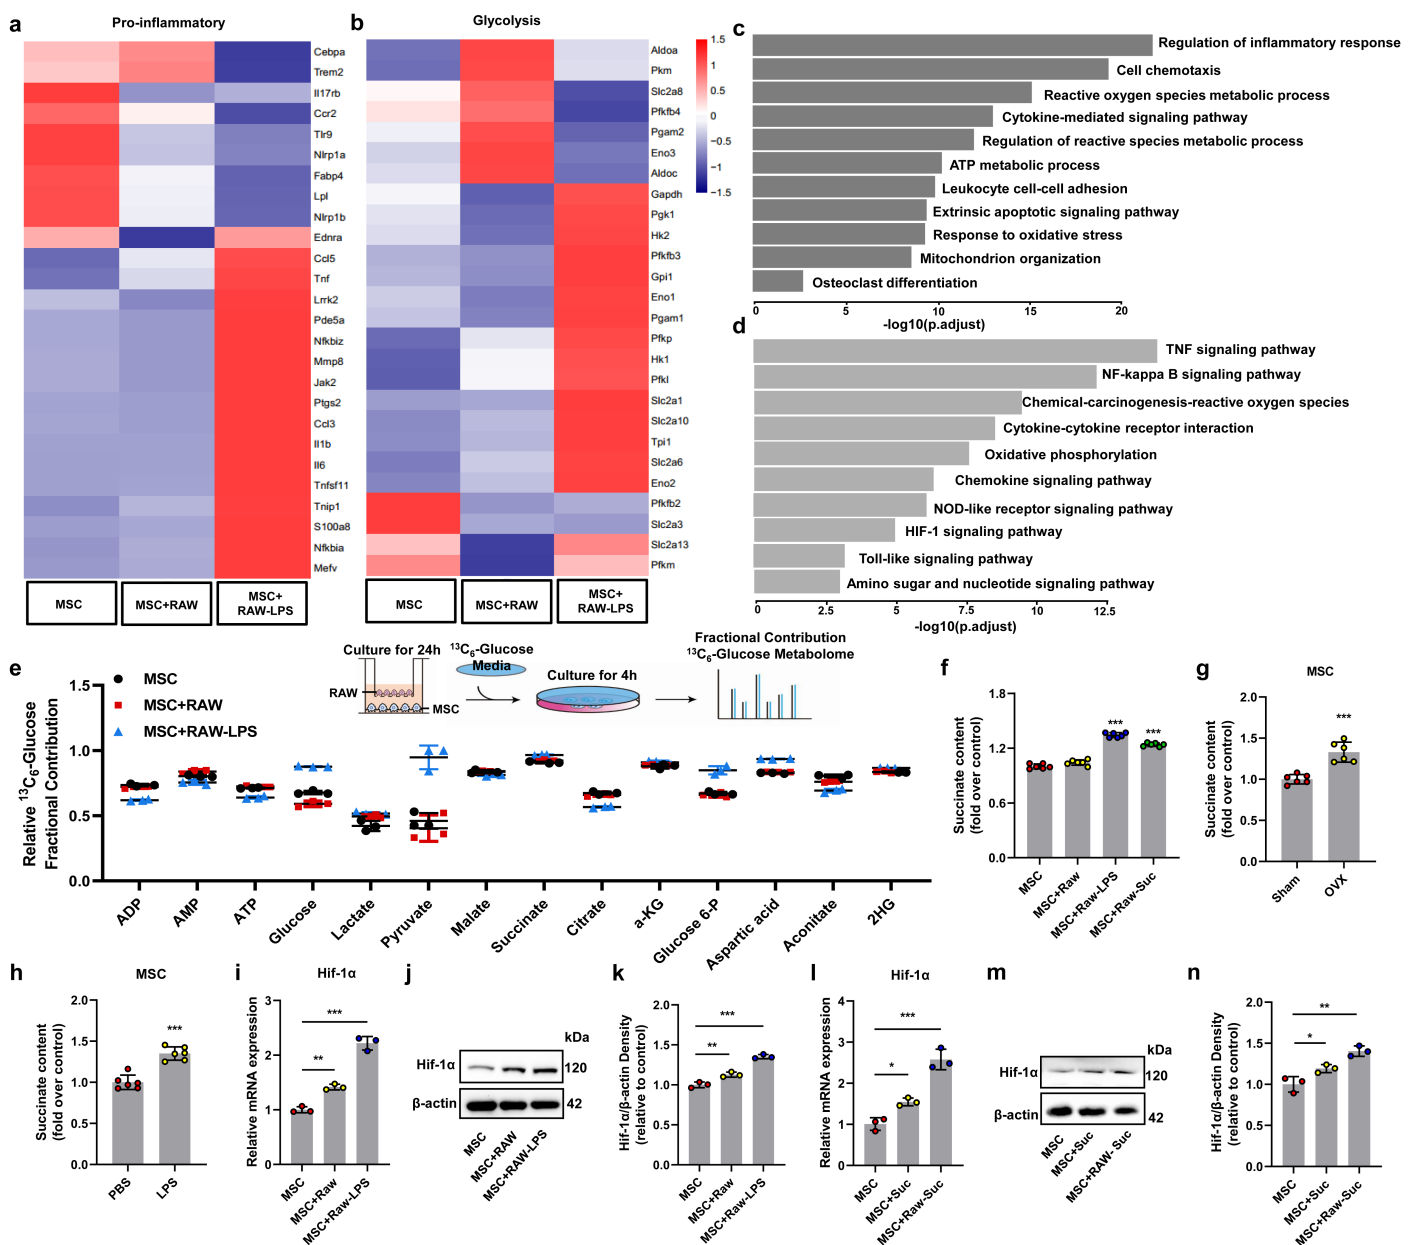 a
Pro-inflammatory
Cebpa
Trem2
Il17rb
Ccr2
Tlr9
Nlrp1a
Fabp4
Lpl
Nlrp1b
Ednra
Ccl5
Tnf
Lrrk2
Pde5a
Nfkbiz
Mmp8
Jak2
Ptgs2
Ccl3
Il1b
Il6
Tnfsf11
Tnip1
S100a8
Nfkbia
Mefv
MSC
MSC+RAW
MSC+
RAW-LPS
b
Glycolysis
Aldoa
Pkm
Slc2a8
Pfkfb4
Pgam2
Eno3
Aldoc
Gapdh
Pgk1
Hk2
Pfkfb3
Gpi1
Eno1
Pgam1
Pfkp
Hk1
Pfkl
Slc2a1
Slc2a10
Tpi1
Slc2a6
Eno2
Pfkfb2
Slc2a3
Slc2a13
Pfkm
MSC
MSC+RAW
MSC+
RAW-LPS
1.5
1
0.5
0
−0.5
−1
−1.5
c
Regulation of inflammatory response
Cell chemotaxis
Reactive oxygen species metabolic process
Cytokine-mediated signaling pathway
Regulation of reactive species metabolic process
ATP metabolic process
Leukocyte cell-cell adhesion
Extrinsic apoptotic signaling pathway
Response to oxidative stress
Mitochondrion organization
Osteoclast differentiation
0 5 10 15 20
-log10(p.adjust)
d
TNF signaling pathway
NF-kappa B signaling pathway
Chemical-carcinogenesis-reactive oxygen species
Cytokine-cytokine receptor interaction
Oxidative phosphorylation
Chemokine signaling pathway
NOD-like receptor signaling pathway
HIF-1 signaling pathway
Toll-like signaling pathway
Amino sugar and nucleotide signaling pathway
0 2.5 5 7.5 10 12.5
-log10(p.adjust)
e
MSC
MSC+RAW
MSC+RAW-LPS
Culture for 24h
RAW
MSC
¹³C₆-Glucose
Media
Culture for 4h
Fractional Contribution
¹³C₆-Glucose Metabolome
Relative ¹³C₆-Glucose
Fractional Contribution
1.5
1.0
0.5
0.0
ADP
AMP
ATP
Glucose
Lactate
Pyruvate
Malate
Succinate
Citrate
a-KG
Glucose 6-P
Aspartic acid
Aconitate
2HG
f
Succinate content
(fold over control)
1.8
1.2
0.6
0.0
***
***
MSC
MSC+Raw
MSC+Raw-LPS
MSC+Raw-Suc
g
MSC
Succinate content
(fold over control)
2.0
1.5
1.0
0.5
0.0
***
Sham
OVX
h
MSC
Succinate content
(fold over control)
2.0
1.5
1.0
0.5
0.0
***
PBS
LPS
i
Hif-1α
Relative mRNA expression
3
2
1
0
***
**
MSC
MSC+Raw
MSC+Raw-LPS
j
kDa
Hif-1α
120
β-actin
42
MSC
MSC+RAW
MSC+RAW-LPS
k
Hif-1α/β-actin Density
(relative to control)
2.0
1.5
1.0
0.5
0.0
***
**
MSC
MSC+Raw
MSC+Raw-LPS
l
Hif-1α
Relative mRNA expression
4
3
2
1
0
***
*
MSC
MSC+Suc
MSC+Raw-Suc
m
kDa
Hif-1α
120
β-actin
42
MSC
MSC+Suc
MSC+RAW- Suc
n
Hif-1α/β-actin Density
(relative to control)
2.0
1.5
1.0
0.5
0.0
**
*
MSC
MSC+Suc
MSC+Raw-Suc